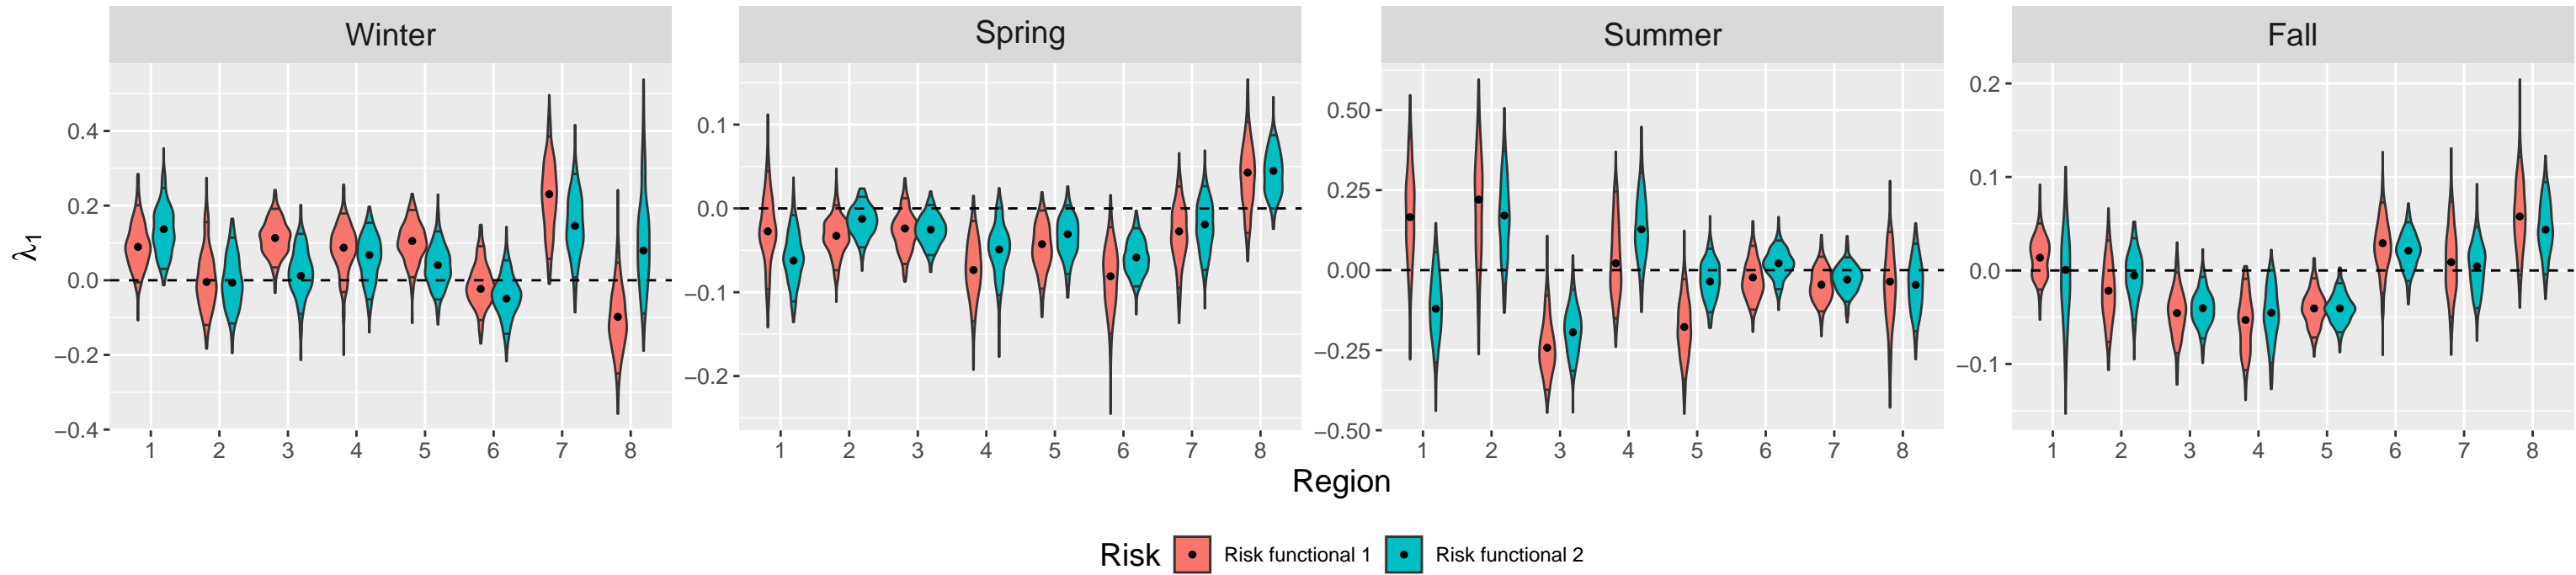 Winter
Spring
Summer
Fall
λ1
0.4
0.2
0.0
−0.2
−0.4
0.1
0.0
−0.1
−0.2
0.50
0.25
0.00
−0.25
−0.50
0.2
0.1
0.0
−0.1
1 2 3 4 5 6 7 8
1 2 3 4 5 6 7 8
1 2 3 4 5 6 7 8
1 2 3 4 5 6 7 8
Region
Risk Risk functional 1 Risk functional 2